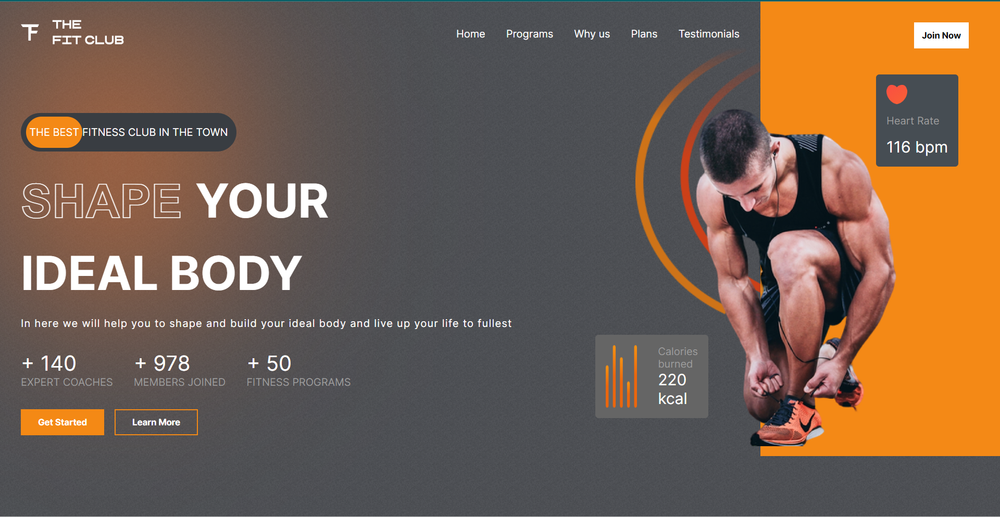 THE
FIT CLUB
Home Programs Why us Plans Testimonials
Join Now
THE BEST FITNESS CLUB IN THE TOWN
SHAPE YOUR
IDEAL BODY
In here we will help you to shape and build your ideal body and live up your life to fullest
+ 140
EXPERT COACHES
+ 978
MEMBERS JOINED
+ 50
FITNESS PROGRAMS
Get Started
Learn More
Heart Rate
116 bpm
Calories
burned
220
kcal